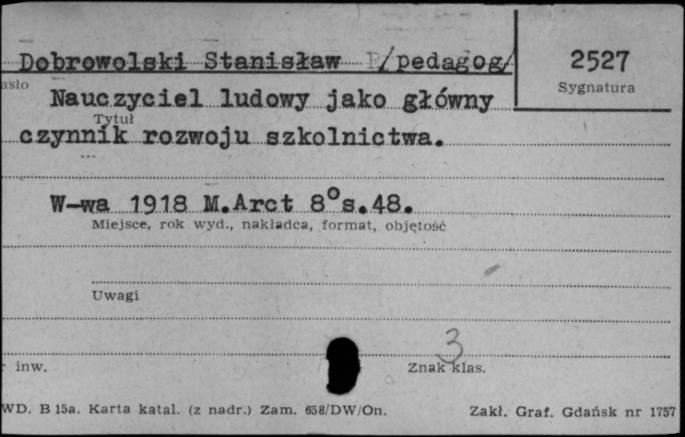 Dobrowolski Stanisław /pedagog/
2527
Sygnatura
asło
Nauczyciel ludowy jako główny
Tytuł
czynnik rozwoju szkolnictwa.
W-wa 1918 M.Arct 8°s.48.
Miejsce, rok wyd., nakładca, format, objętość
Uwagi
3
inw.
Znak klas.
WD. B 15a. Karta katal. (z nadr.) Zam. 658/DW/On.
Zakł. Graf. Gdańsk nr 1757